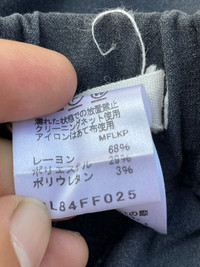 濡れた状態での放置禁止
クリーニングネット使用
アイロンはあて布使用
MFLKP
レーヨン 68%
ポリエステル 29%
ポリウレタン 3%
L84FF025